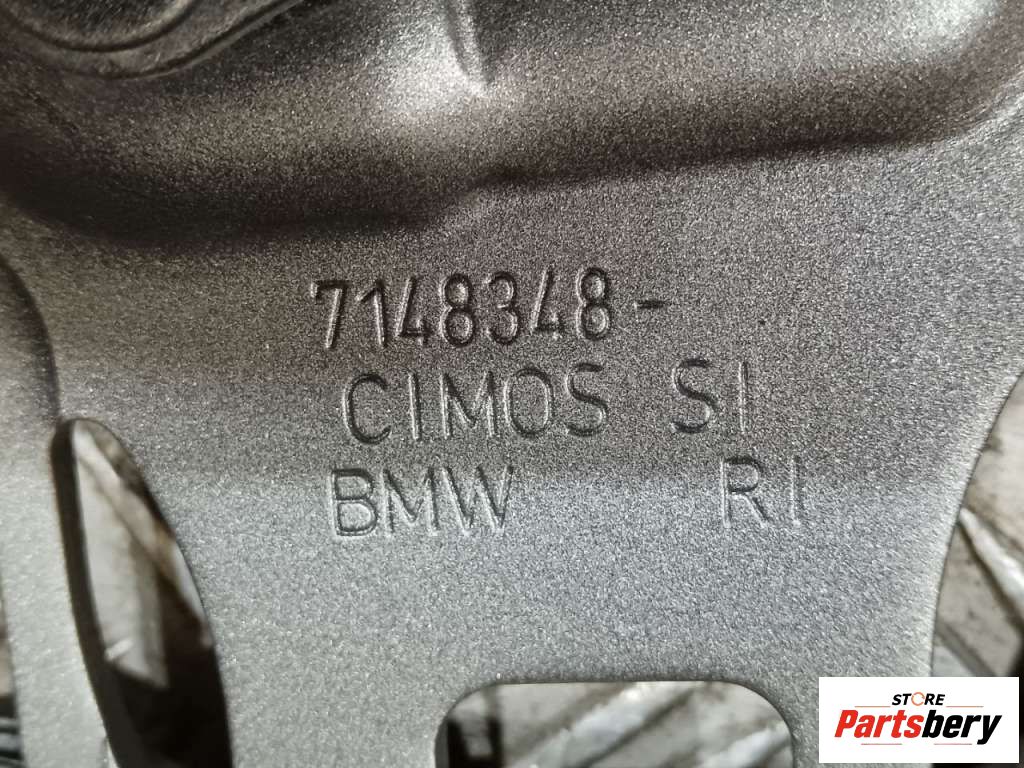 7148348-
CIMOS SI
BMW RI
STORE
Partsbery